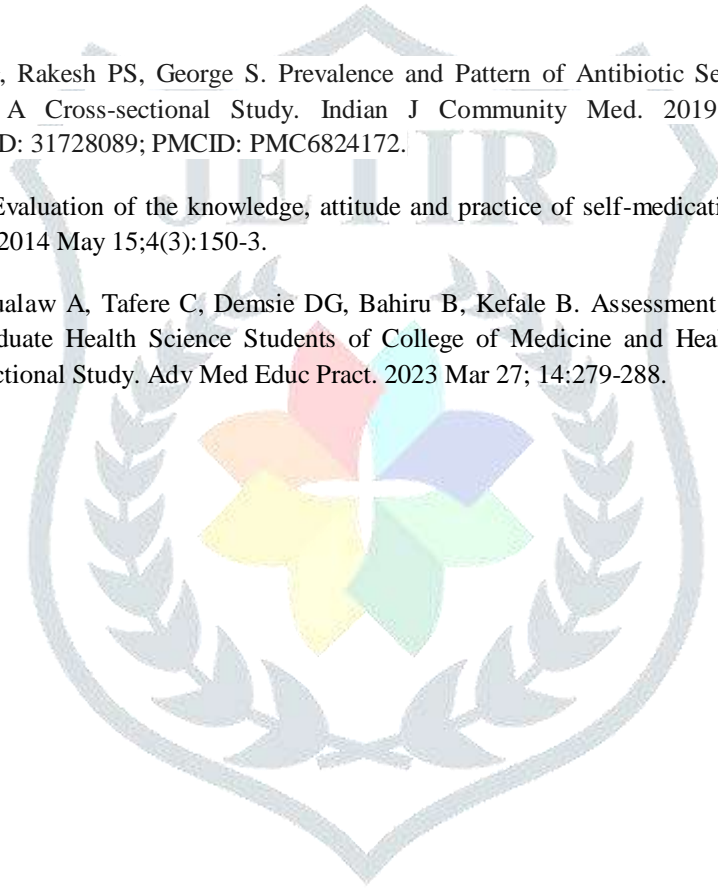 , Rakesh PS, George S. Prevalence and Pattern of Antibiotic Se
A Cross-sectional Study. Indian J Community Med. 2019
D: 31728089; PMCID: PMC6824172.
Evaluation of the knowledge, attitude and practice of self-medicati
2014 May 15;4(3):150-3.
ualaw A, Tafere C, Demsie DG, Bahiru B, Kefale B. Assessment
duate Health Science Students of College of Medicine and Hea
ctional Study. Adv Med Educ Pract. 2023 Mar 27; 14:279-288.
JETIR